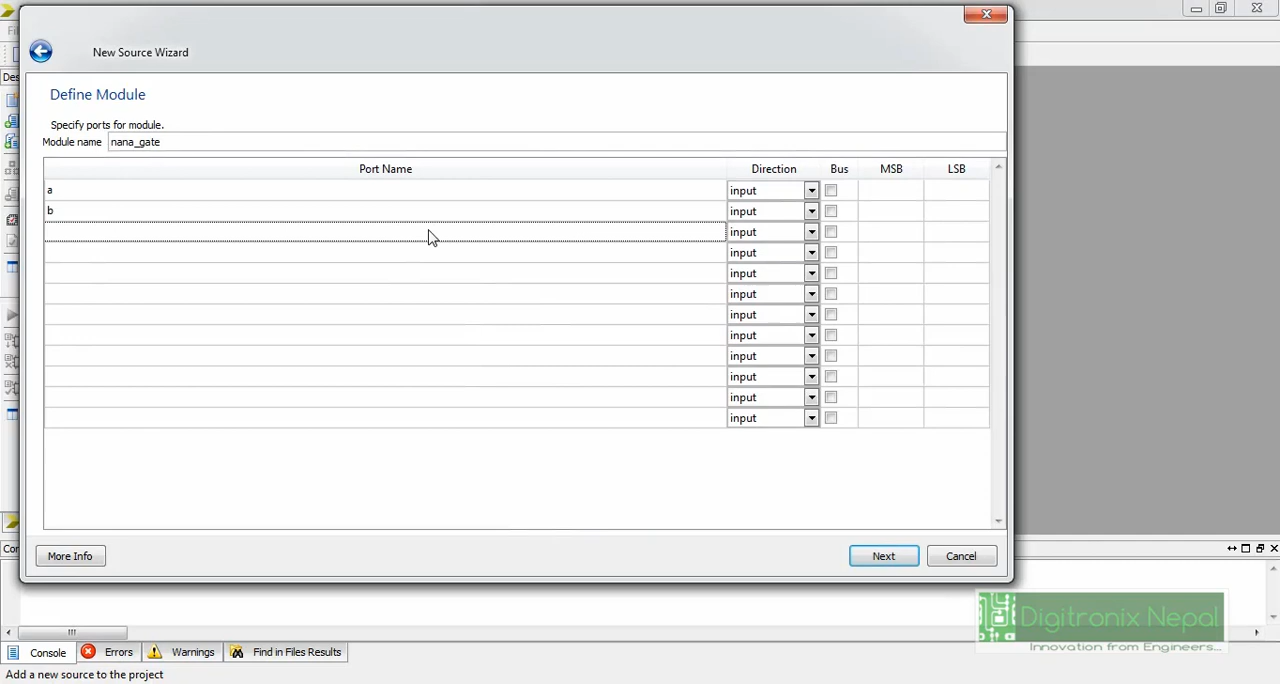 New Source Wizard
Define Module
Specify ports for module.
Module name nana_gate
Port Name Direction Bus MSB LSB
a input
b input
input
input
input
input
input
input
input
input
input
input
More Info Next Cancel
Console Errors Warnings Find in Files Results
Add a new source to the project
Digitronix Nepal
Innovation from Engineers...